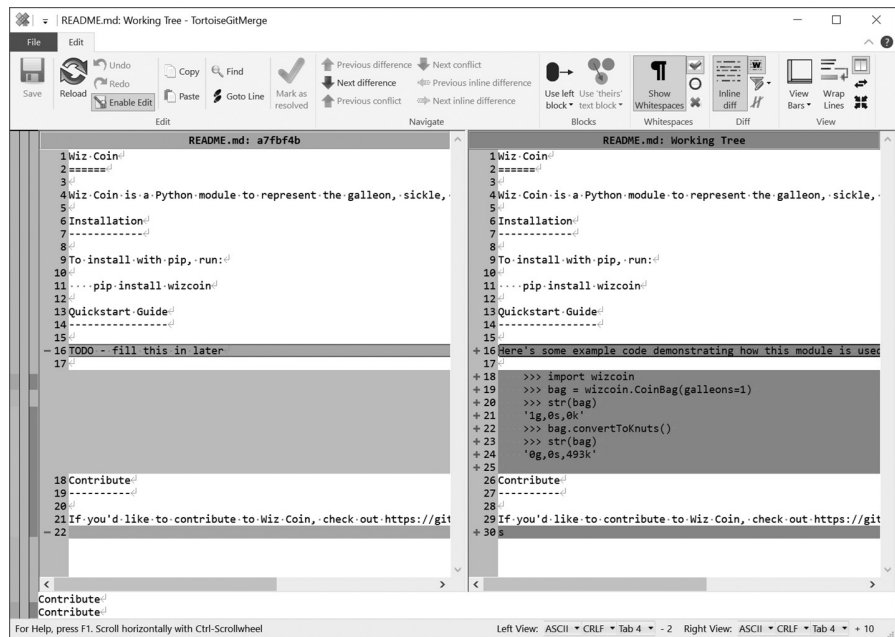 README.md: Working Tree - TortoiseGitMerge
File Edit
Save
Reload
Undo
Redo
Enable Edit
Copy
Paste
Find
Goto Line
Mark as resolved
Edit
Previous difference
Next difference
Previous conflict
Next conflict
Previous inline difference
Next inline difference
Navigate
Use left block
Use 'theirs' text block
Blocks
Show Whitespaces
Whitespaces
Inline diff
Diff
View Bars
Wrap Lines
View
README.md: a7fbf4b
1 Wiz·Coin
2 ======
3
4 Wiz·Coin·is·a·Python·module·to·represent·the·galleon,·sickle,·
5
6 Installation
7 ------------
8
9 To·install·with·pip,·run:
10
11 ····pip·install·wizcoin
12
13 Quickstart·Guide
14 ----------------
15
- 16 TODO - fill this in later
17
18 Contribute
19 ----------
20
21 If·you'd·like·to·contribute·to·Wiz·Coin,·check·out·https://git
- 22
README.md: Working Tree
1 Wiz·Coin
2 ======
3
4 Wiz·Coin·is·a·Python·module·to·represent·the·galleon,·sickle,·
5
6 Installation
7 ------------
8
9 To·install·with·pip,·run:
10
11 ····pip·install·wizcoin
12
13 Quickstart·Guide
14 ----------------
15
+ 16 Here's some example code demonstrating how this module is used
17
+ 18 >>> import wizcoin
+ 19 >>> bag = wizcoin.CoinBag(galleons=1)
+ 20 >>> str(bag)
+ 21 '1g,0s,0k'
+ 22 >>> bag.convertToKnuts()
+ 23 >>> str(bag)
+ 24 '0g,0s,493k'
+ 25
26 Contribute
27 ----------
28
29 If·you'd·like·to·contribute·to·Wiz·Coin,·check·out·https://git
+ 30 s
Contribute
Contribute
For Help, press F1. Scroll horizontally with Ctrl-Scrollwheel
Left View: ASCII CRLF Tab 4 - 2 Right View: ASCII CRLF Tab 4 + 10